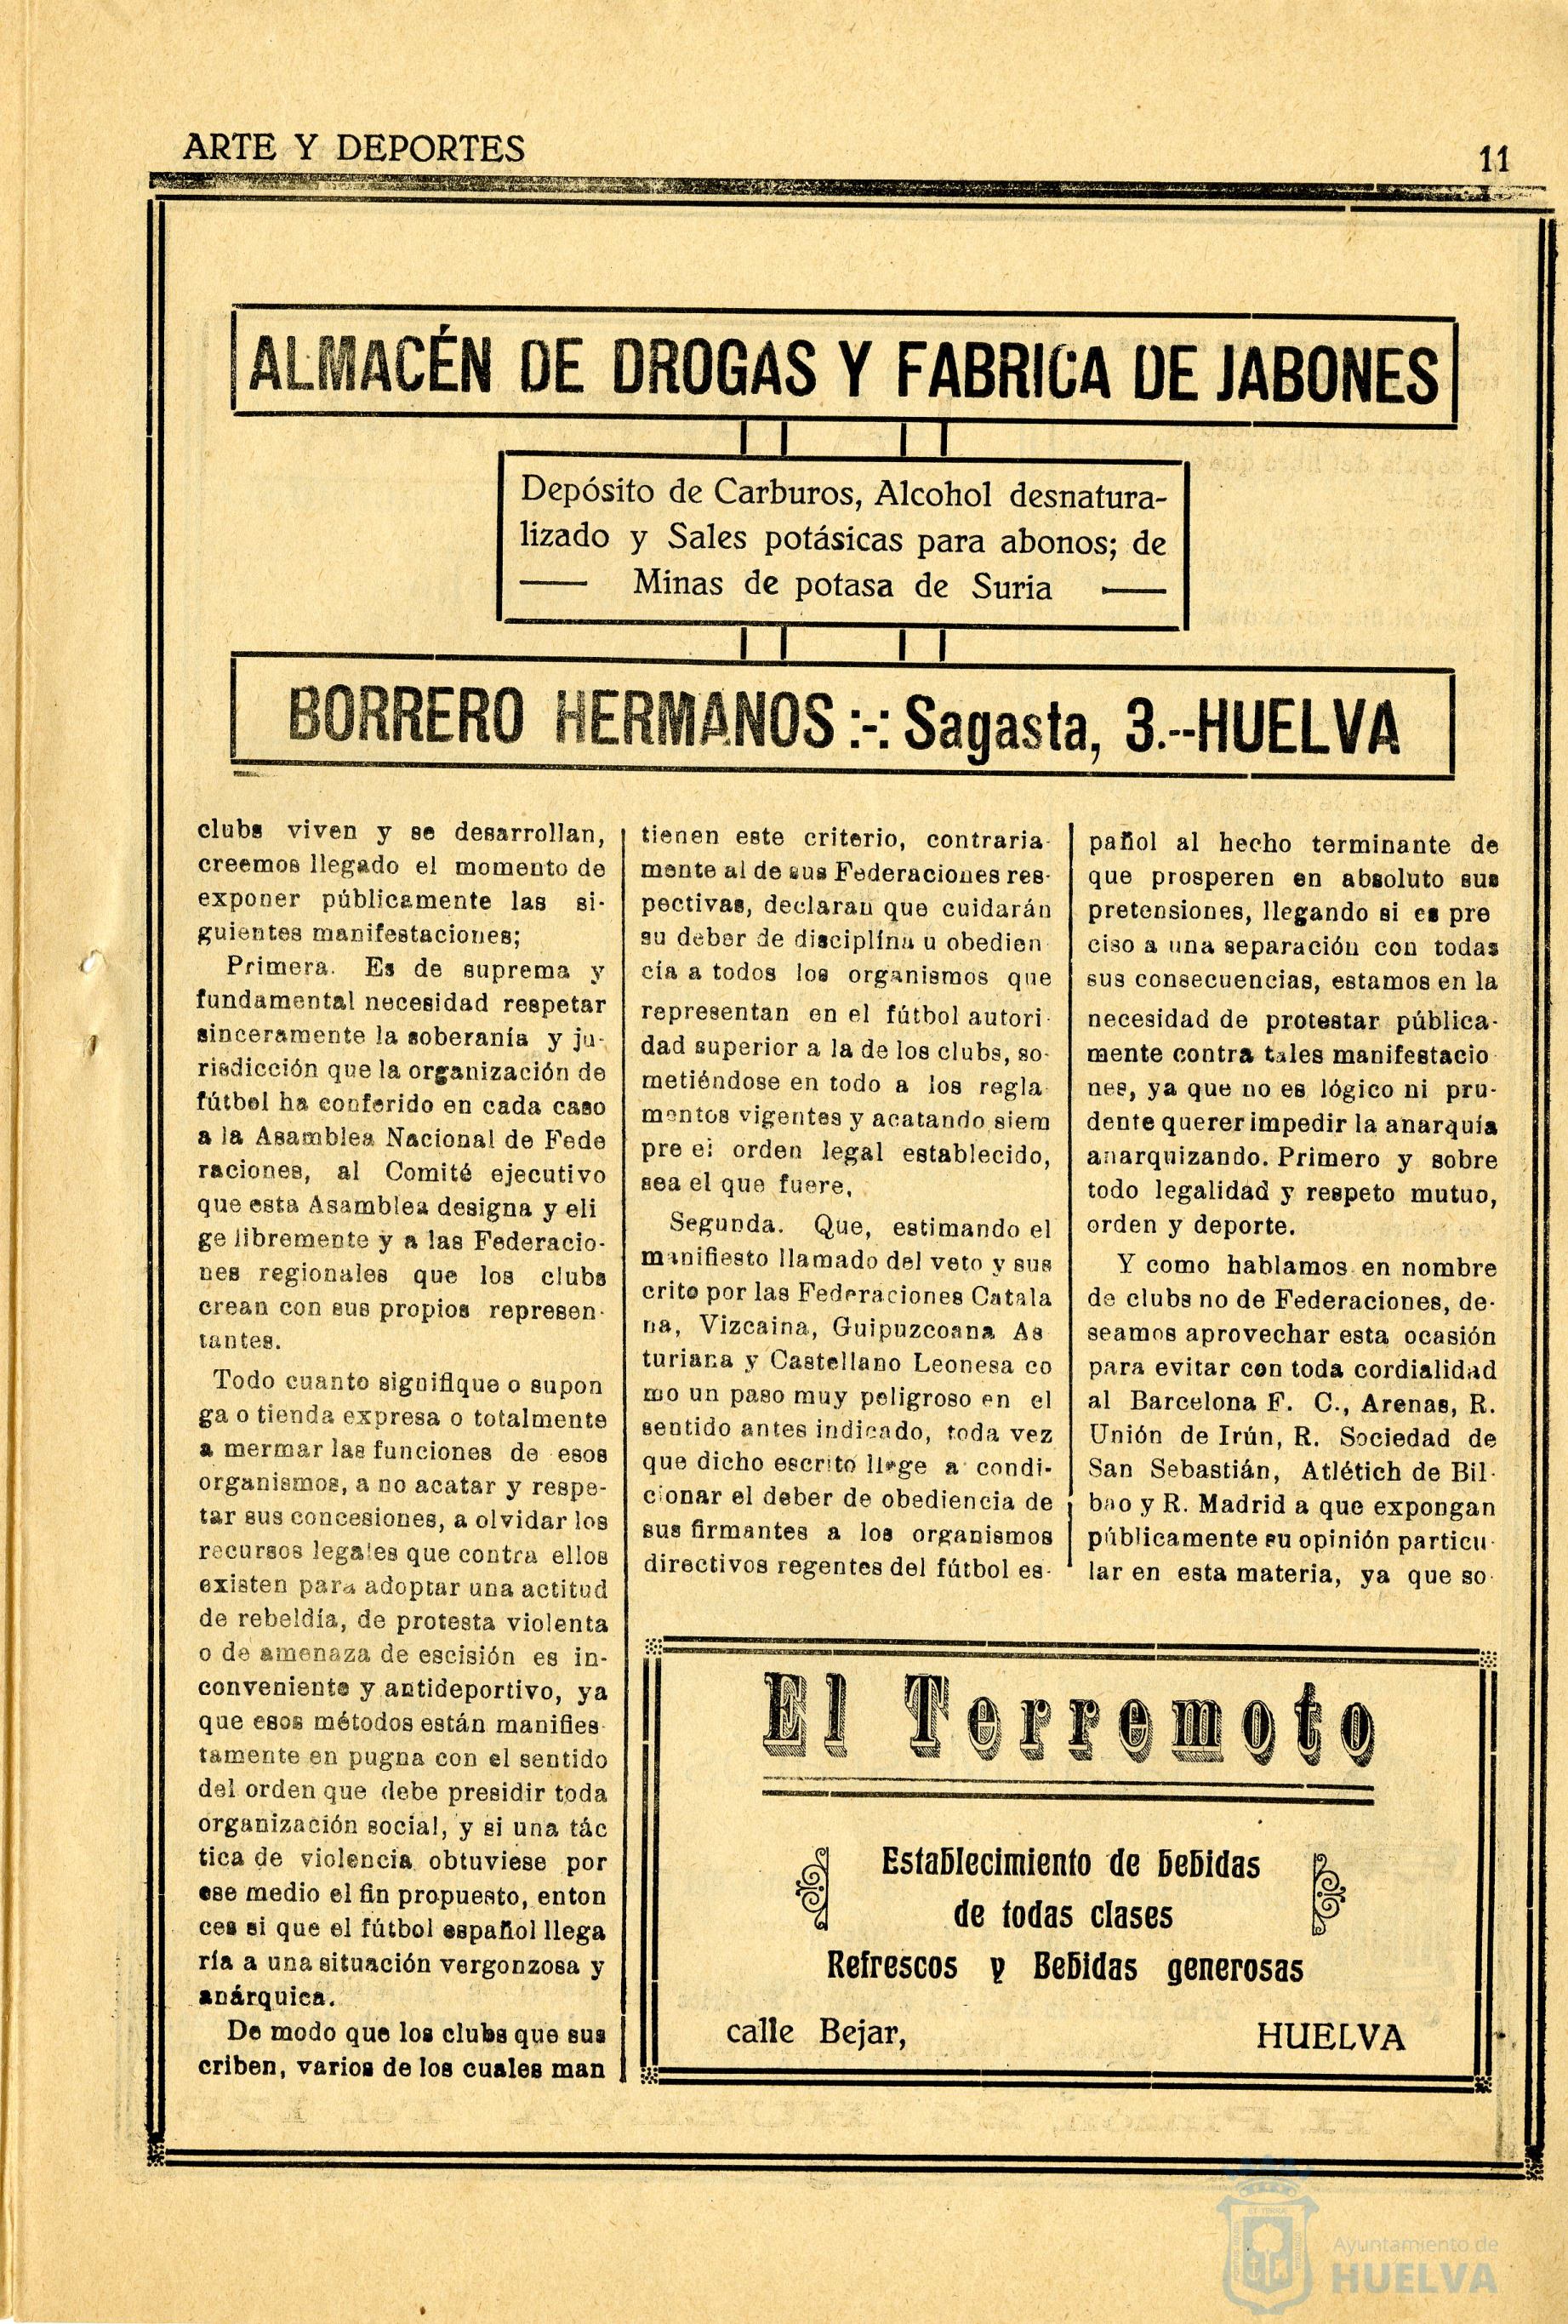 ARTE Y DEPORTES
11
ALMACÉN DE DROGAS Y FABRICA DE JABONES
Depósito de Carburos, Alcohol desnatura-
lizado y Sales potásicas para abonos; de
Minas de potasa de Suria
BORRERO HERMANOS :-: Sagasta, 3.--HUELVA
clubs viven y se desarrollan,
creemos llegado el momento de
exponer públicamente las si-
guientes manifestaciones;
Primera. Es de suprema y
fundamental necesidad respetar
sinceramente la soberanía y ju-
risdicción que la organización de
fútbol ha conferido en cada caso
a la Asamblea Nacional de Fede
raciones, al Comité ejecutivo
que esta Asamblea designa y eli
ge libremente y a las Federacio-
nes regionales que los clubs
crean con sus propios represen-
tantes.
Todo cuanto signifique o supon
ga o tienda expresa o totalmente
a mermar las funciones de esos
organismos, a no acatar y respe-
tar sus concesiones, a olvidar los
recursos legales que contra ellos
existen para adoptar una actitud
de rebeldía, de protesta violenta
o de amenaza de escisión es in-
conveniente y antideportivo, ya
que esos métodos están manifies-
tamente en pugna con el sentido
del orden que debe presidir toda
organización social, y si una tác
tica de violencia obtuviese por
ese medio el fin propuesto, enton
ces si que el fútbol español llega
ría a una situación vergonzosa y
anárquica.
De modo que los clubs que sus
criben, varios de los cuales man
tienen este criterio, contraria-
mente al de sus Federaciones res-
pectivas, declaran que cuidarán
su deber de disciplina u obedien
cia a todos los organismos que
representan en el fútbol autori-
dad superior a la de los clubs, so-
metiéndose en todo a los regla-
mentos vigentes y acatando siem
pre el orden legal establecido,
sea el que fuere.
Segunda. Que, estimando el
manifiesto llamado del veto y sus
crito por las Federaciones Catala
na, Vizcaina, Guipuzcoana As
turiana y Castellano Leonesa co
mo un paso muy peligroso en el
sentido antes indicado, toda vez
que dicho escrito llege a condi-
cionar el deber de obediencia de
sus firmantes a los organismos
directivos regentes del fútbol es-
pañol al hecho terminante de
que prosperen en absoluto sus
pretensiones, llegando si es pre
ciso a una separación con todas
sus consecuencias, estamos en la
necesidad de protestar pública-
mente contra tales manifestacio
nes, ya que no es lógico ni pru-
dente querer impedir la anarquía
anarquizando. Primero y sobre
todo legalidad y respeto mutuo,
orden y deporte.
Y como hablamos en nombre
de clubs no de Federaciones, de-
seamos aprovechar esta ocasión
para evitar con toda cordialidad
al Barcelona F. C., Arenas, R.
Unión de Irún, R. Sociedad de
San Sebastián, Atlétich de Bil-
bao y R. Madrid a que expongan
públicamente su opinión particu-
lar en esta materia, ya que so-
El Terremoto
Establecimiento de bebidas
de todas clases
Refrescos y Bebidas generosas
calle Bejar, HUELVA
Ayuntamiento de
HUELVA